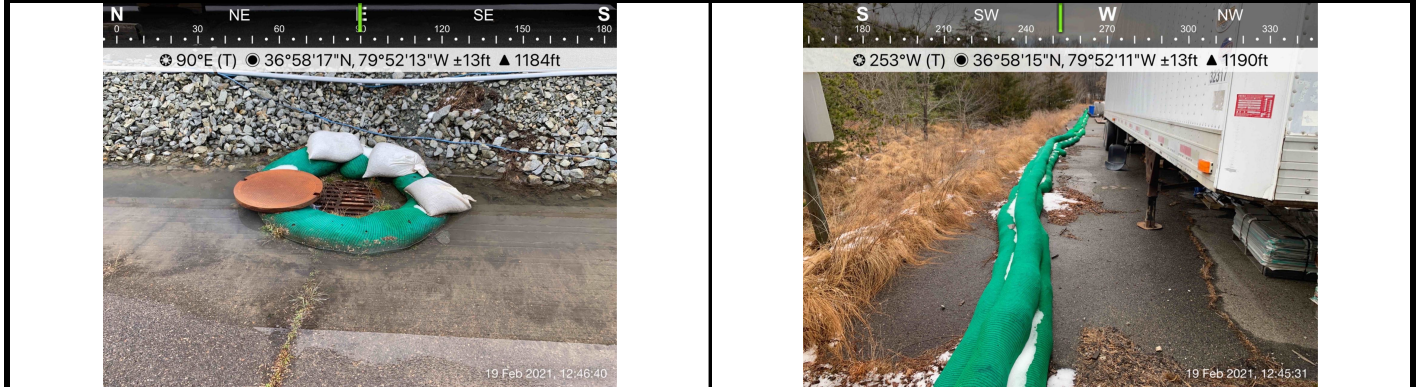 N NE E SE S
0 30 60 90 120 150 180
90°E (T) 36°58'17"N, 79°52'13"W ±13ft ▲ 1184ft
19 Feb 2021, 12:46:40
S SW W NW
180 210 240 270 300 330
253°W (T) 36°58'15"N, 79°52'11"W ±13ft ▲ 1190ft
32317
19 Feb 2021, 12:45:31